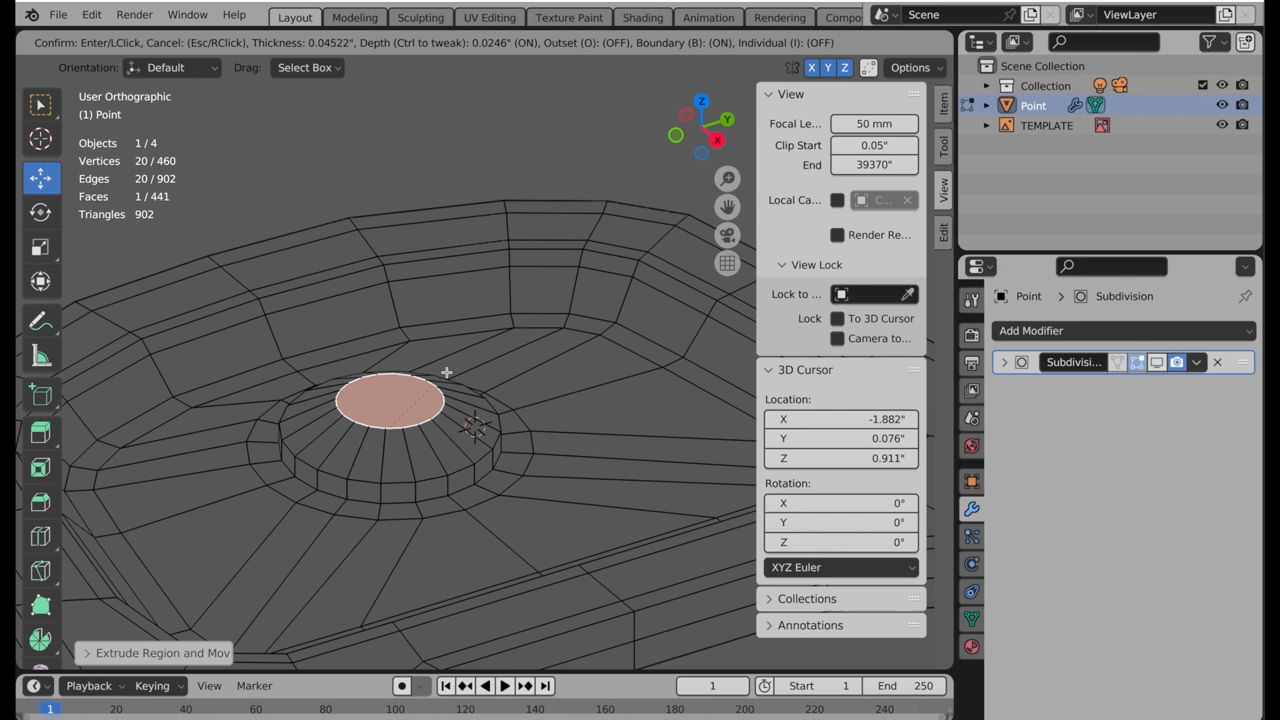 File Edit Render Window Help Layout Modeling Sculpting UV Editing Texture Paint Shading Animation Rendering Compo Scene ViewLayer
Confirm: Enter/LClick, Cancel: (Esc/RClick), Thickness: 0.04522", Depth (Ctrl to tweak): 0.0246" (ON), Outset (O): (OFF), Boundary (B): (ON), Individual (I): (OFF)
Orientation: Default Drag: Select Box X Y Z Options
User Orthographic
(1) Point
Objects 1 / 4
Vertices 20 / 460
Edges 20 / 902
Faces 1 / 441
Triangles 902
Z
Y
X
View
Focal Le... 50 mm
Clip Start 0.05"
End 39370"
Local Ca... C...
Render Re...
View Lock
Lock to ...
Lock To 3D Cursor
Camera to...
3D Cursor
Location:
X -1.882"
Y 0.076"
Z 0.911"
Rotation:
X 0°
Y 0°
Z 0°
XYZ Euler
Collections
Annotations
Item
Tool
View
Edit
Scene Collection
Collection
Point
TEMPLATE
Point Subdivision
Add Modifier
Subdivisi...
Extrude Region and Mov
Playback Keying View Marker 1 Start 1 End 250
1 20 40 60 80 100 120 140 160 180 200 220 240